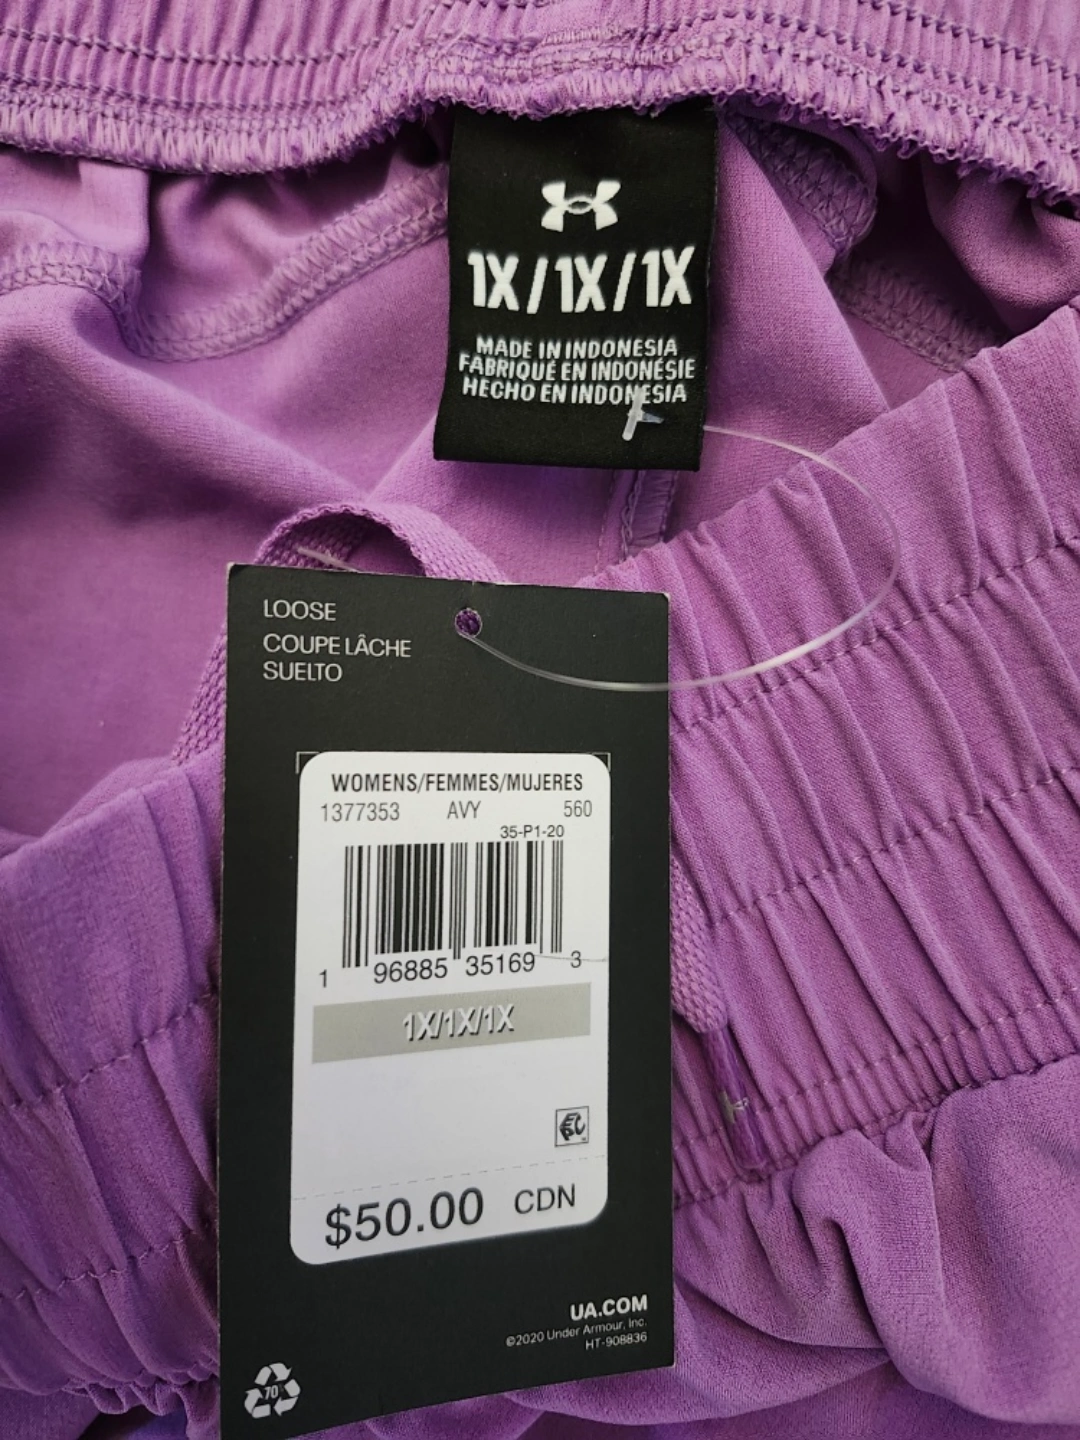 1X/1X/1X
MADE IN INDONESIA
FABRIQUÉ EN INDONÉSIE
HECHO EN INDONESIA
LOOSE
COUPE LÂCHE
SUELTO
WOMENS/FEMMES/MUJERES
1377353 AVY 560
35-P1-20
1 96885 35169 3
1X/1X/1X
$50.00 CDN
UA.COM
©2020 Under Armour, Inc.
HT-908836
70